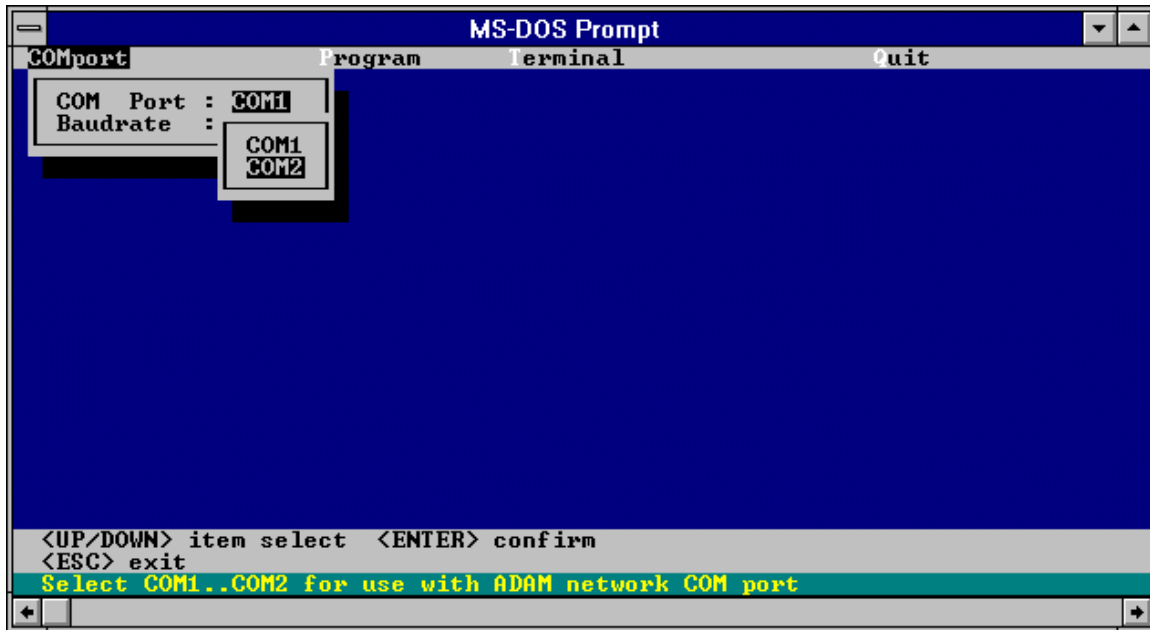 MS-DOS Prompt
COMport Program Terminal Quit
COM Port : COM1
Baudrate :
COM1
COM2
<UP/DOWN> item select <ENTER> confirm
<ESC> exit
Select COM1..COM2 for use with ADAM network COM port